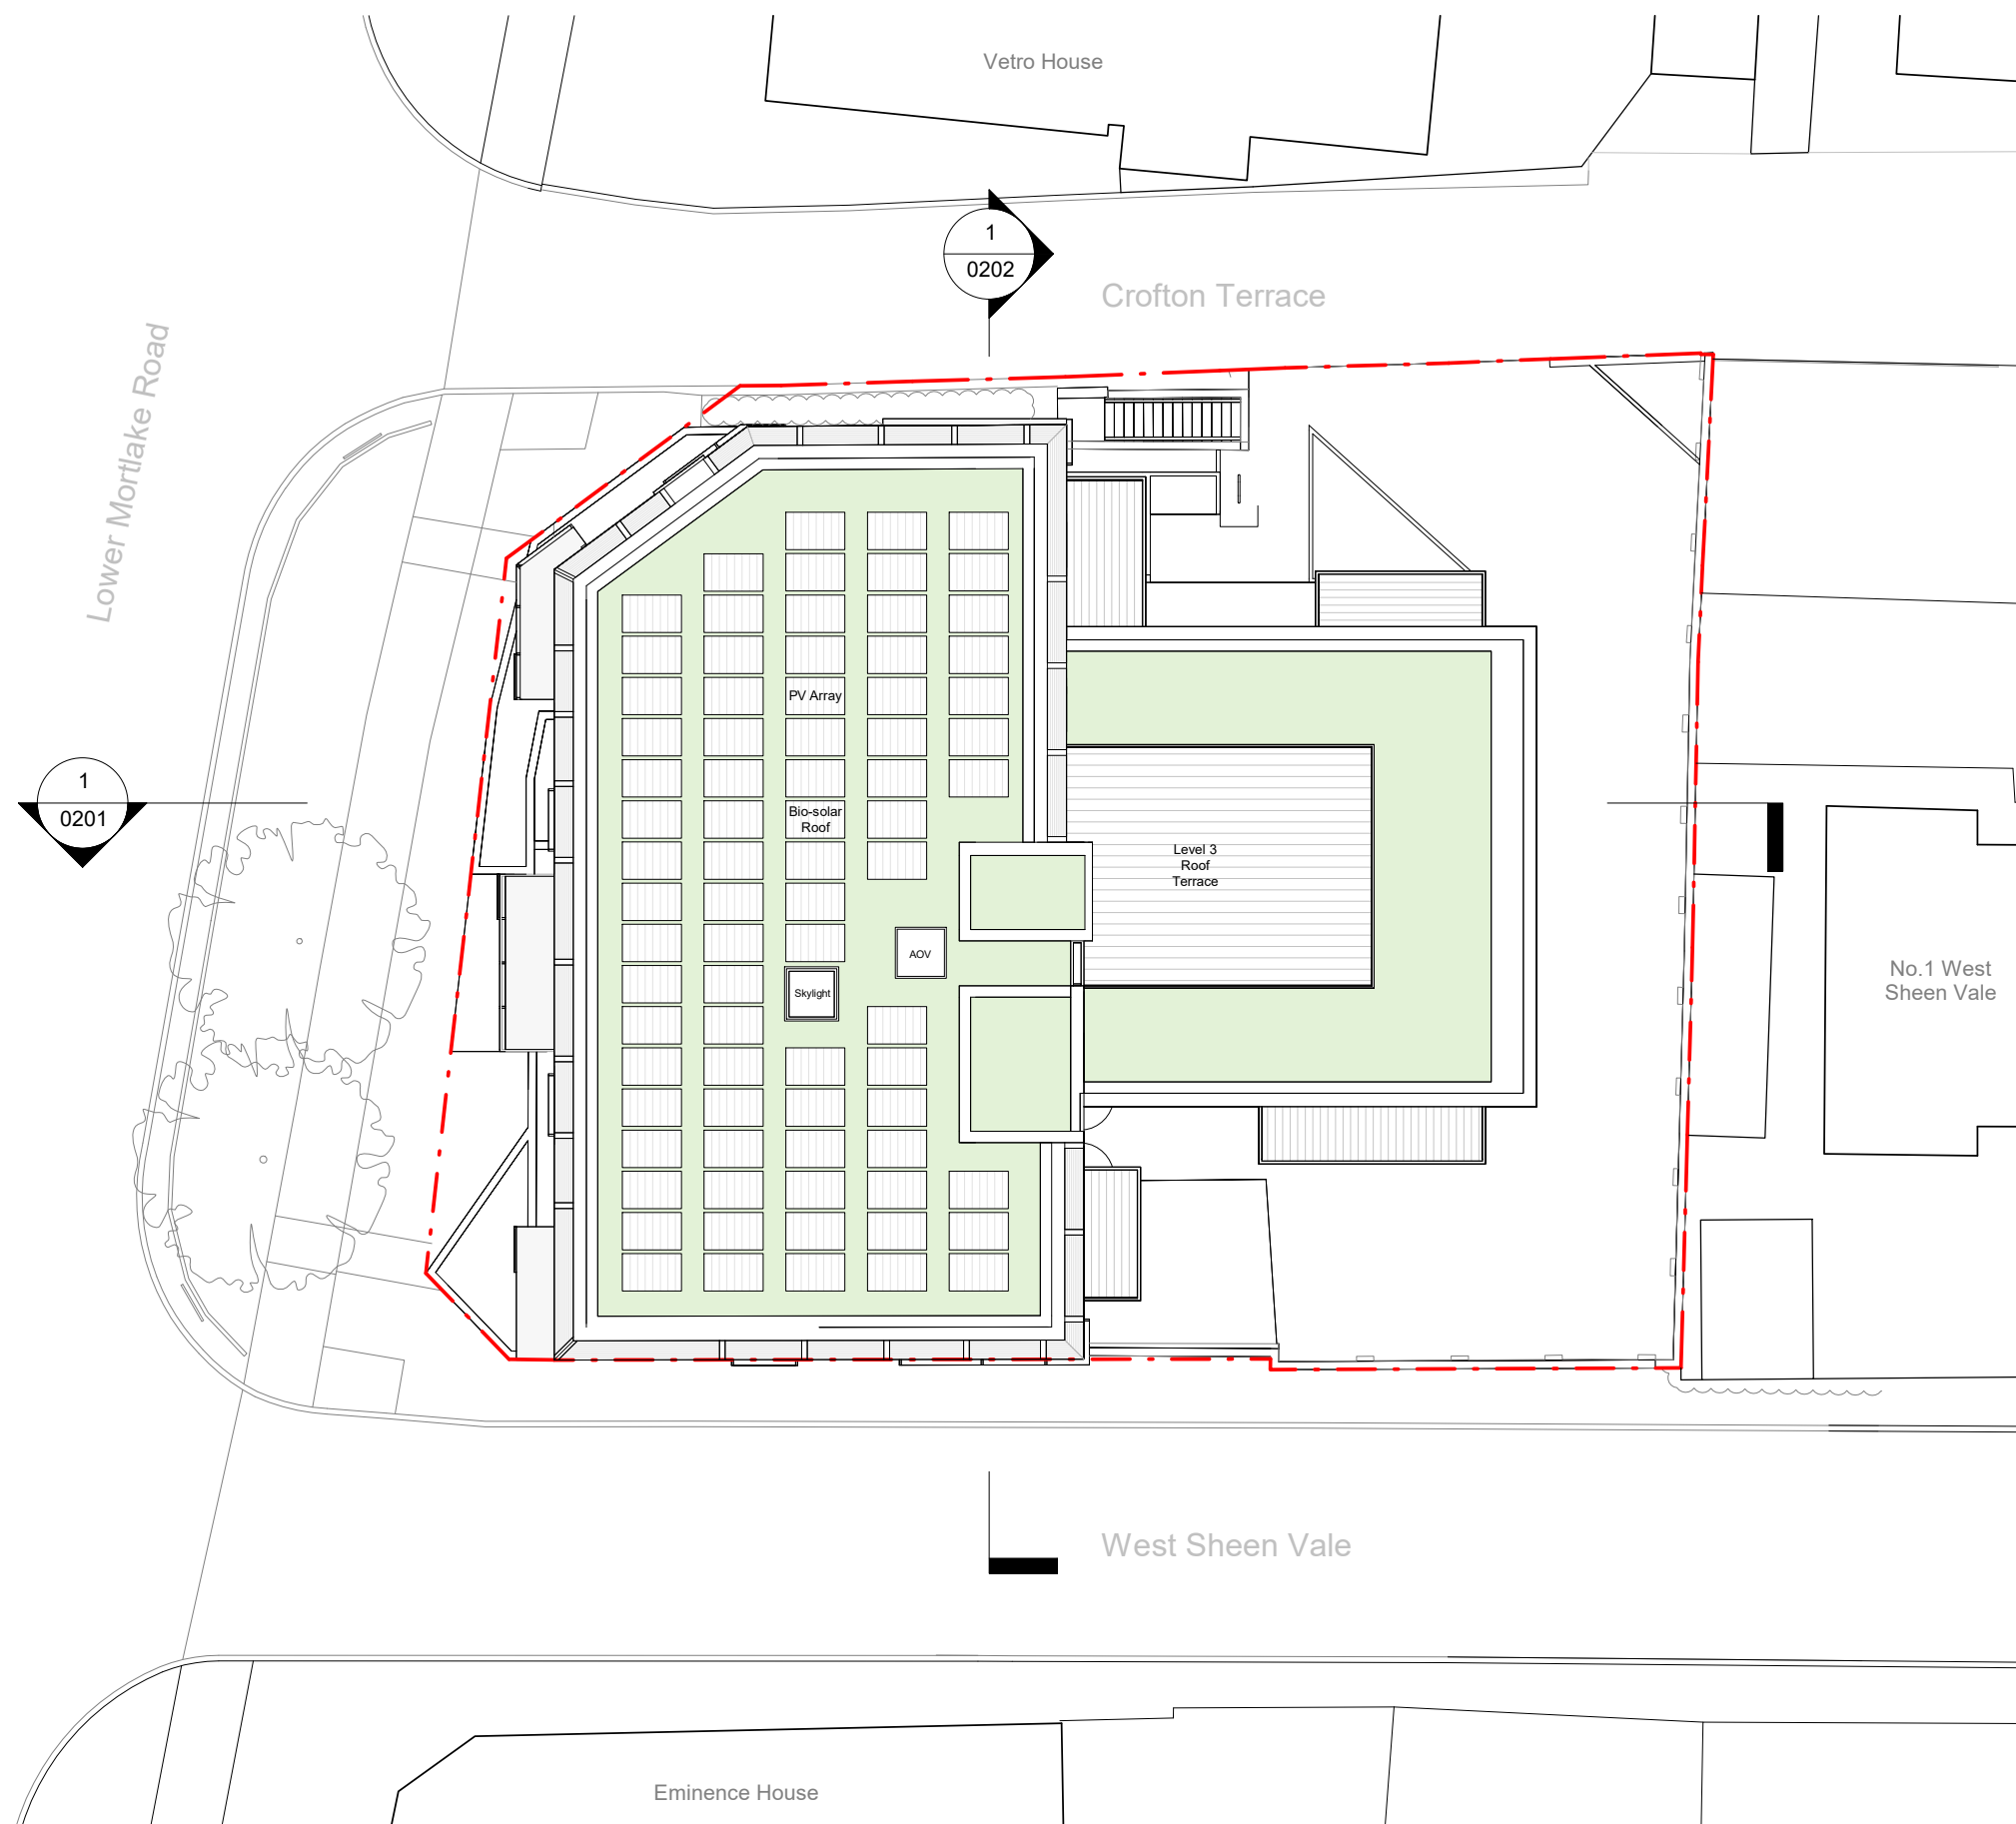 Vetro House
1
0202
Crofton Terrace
Lower Mortlake Road
PV Array
1
0201
Bio-solar
Roof
Level 3
Roof
Terrace
AOV
Skylight
No.1 West
Sheen Vale
West Sheen Vale
Eminence House